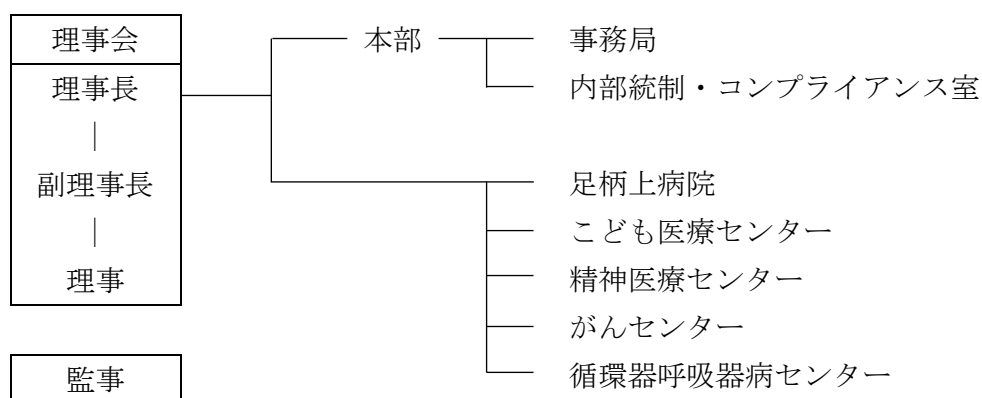 理事会
理事長
｜
副理事長
｜
理事
監事
本部
事務局
内部統制・コンプライアンス室
足柄上病院
こども医療センター
精神医療センター
がんセンター
循環器呼吸器病センター